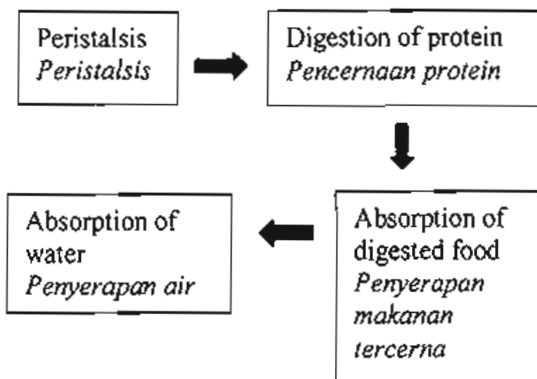 Peristalsis
Peristalsis
Digestion of protein
Pencernaan protein
Absorption of
digested food
Penyerapan
makanan
tercerna
Absorption of
water
Penyerapan air